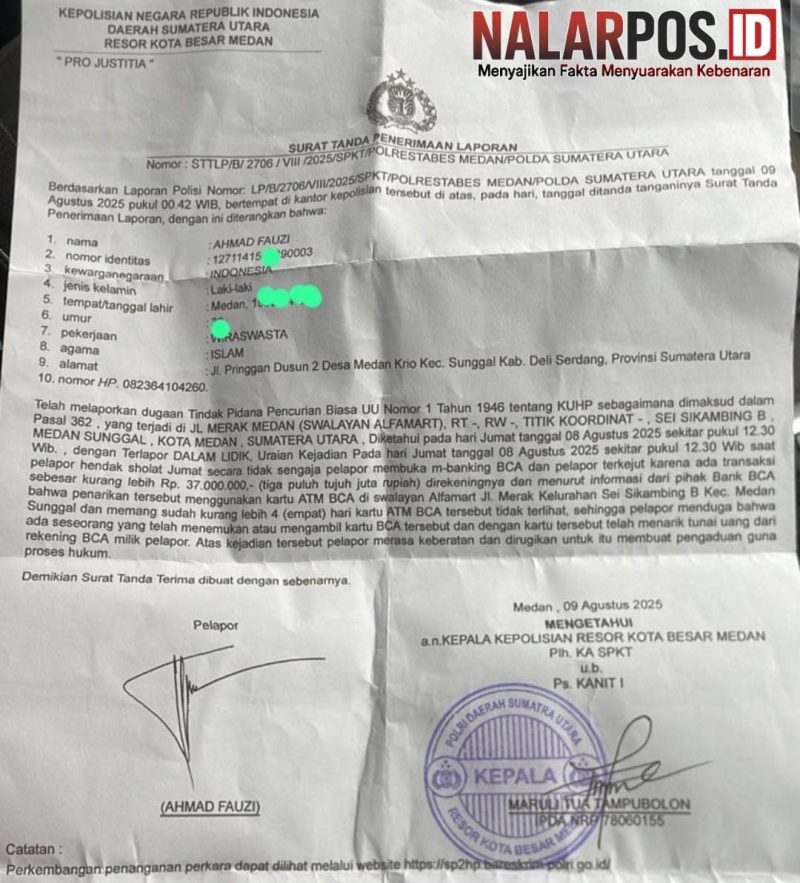 KEPOLISIAN NEGARA REPUBLIK INDONESIA
DAERAH SUMATERA UTARA
RESOR KOTA BESAR MEDAN
" PRO JUSTITIA "
NALARPOS.ID
Menyajikan Fakta Menyuarakan Kebenaran
SURAT TANDA PENERIMAAN LAPORAN
Nomor : STTLP/B/ 2706 / VIII /2025/SPKT/POLRESTABES MEDAN/POLDA SUMATERA UTARA
Berdasarkan Laporan Polisi Nomor: LP/B/2706/VIII/2025/SPKT/POLRESTABES MEDAN/POLDA SUMATERA UTARA tanggal 09
Agustus 2025 pukul 00.42 WIB, bertempat di kantor kepolisian tersebut di atas, pada hari, tanggal ditanda tanganinya Surat Tanda
Penerimaan Laporan, dengan ini diterangkan bahwa:
1. nama : AHMAD FAUZI
2. nomor identitas : 12711415 90003
3. kewarganegaraan : INDONESIA
4. jenis kelamin : Laki-laki
5. tempat/tanggal lahir : Medan, 1
6. umur :
7. pekerjaan : WIRASWASTA
8. agama : ISLAM
9. alamat : Jl. Pringgan Dusun 2 Desa Medan Krio Kec. Sunggal Kab. Deli Serdang, Provinsi Sumatera Utara
10. nomor HP. 082364104260.
Telah melaporkan dugaan Tindak Pidana Pencurian Biasa UU Nomor 1 Tahun 1946 tentang KUHP sebagaimana dimaksud dalam
Pasal 362 , yang terjadi di JL MERAK MEDAN (SWALAYAN ALFAMART), RT -, RW -, TITIK KOORDINAT - , SEI SIKAMBING B ,
MEDAN SUNGGAL , KOTA MEDAN , SUMATERA UTARA , Diketahui pada hari Jumat tanggal 08 Agustus 2025 sekitar pukul 12.30
Wib. , dengan Terlapor DALAM LIDIK, Uraian Kejadian Pada hari Jumat tanggal 08 Agustus 2025 sekitar pukul 12.30 Wib saat
pelapor hendak sholat Jumat secara tidak sengaja pelapor membuka m-banking BCA dan pelapor terkejut karena ada transaksi
sebesar kurang lebih Rp. 37.000.000,- (tiga puluh tujuh juta rupiah) direkeningnya dan menurut informasi dari pihak Bank BCA
bahwa penarikan tersebut menggunakan kartu ATM BCA di swalayan Alfamart Jl. Merak Kelurahan Sei Sikambing B Kec. Medan
Sunggal dan memang sudah kurang lebih 4 (empat) hari kartu ATM BCA tersebut tidak terlihat, sehingga pelapor menduga bahwa
ada seseorang yang telah menemukan atau mengambil kartu BCA tersebut dan dengan kartu tersebut telah menarik tunai uang dari
rekening BCA milik pelapor. Atas kejadian tersebut pelapor merasa keberatan dan dirugikan untuk itu membuat pengaduan guna
proses hukum.
Demikian Surat Tanda Terima dibuat dengan sebenarnya.
Pelapor
(AHMAD FAUZI)
Medan , 09 Agustus 2025
MENGETAHUI
a.n.KEPALA KEPOLISIAN RESOR KOTA BESAR MEDAN
Plh. KA SPKT
u.b.
Ps. KANIT I
POLRI DAERAH SUMATRA UTARA
KEPALA
RESOR KOTA BESAR
MARULI TUA TAMPUBOLON
IPDA NRP 78060155
Catatan :
Perkembangan penanganan perkara dapat dilihat melalui website https://sp2hp.bareskrim.polri.go.id/